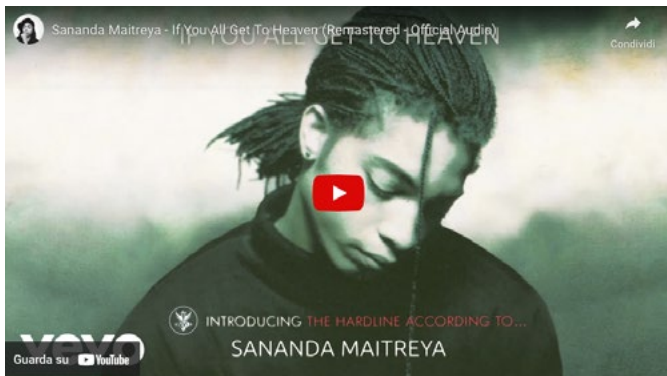 IF YOU ALL GET TO HEAVEN
Sananda Maitreya - If You All Get To Heaven (Remastered - Official Audio)
Condividi
INTRODUCING THE HARDLINE ACCORDING TO...
SANANDA MAITREYA
vevo
Guarda su YouTube